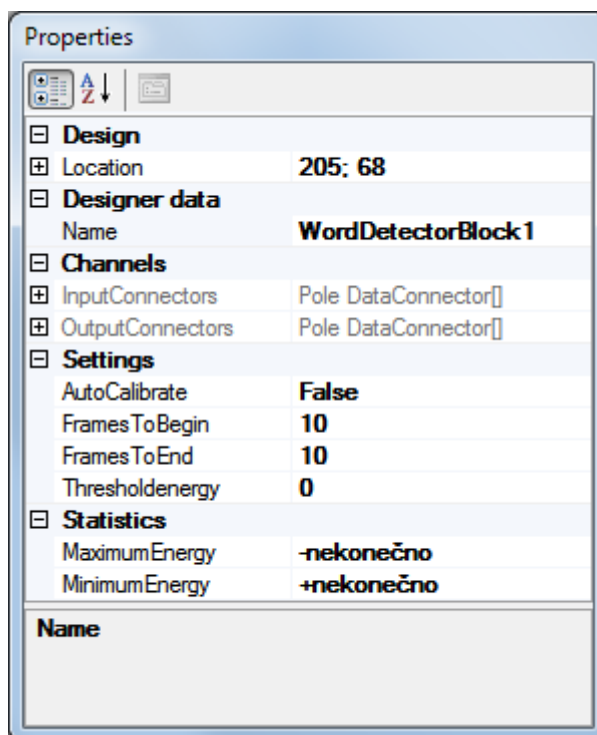 Properties
Design
Location 205; 68
Designer data
Name WordDetectorBlock1
Channels
InputConnectors Pole DataConnector[]
OutputConnectors Pole DataConnector[]
Settings
AutoCalibrate False
FramesToBegin 10
FramesToEnd 10
Thresholdenergy 0
Statistics
MaximumEnergy -nekonečno
MinimumEnergy +nekonečno
Name